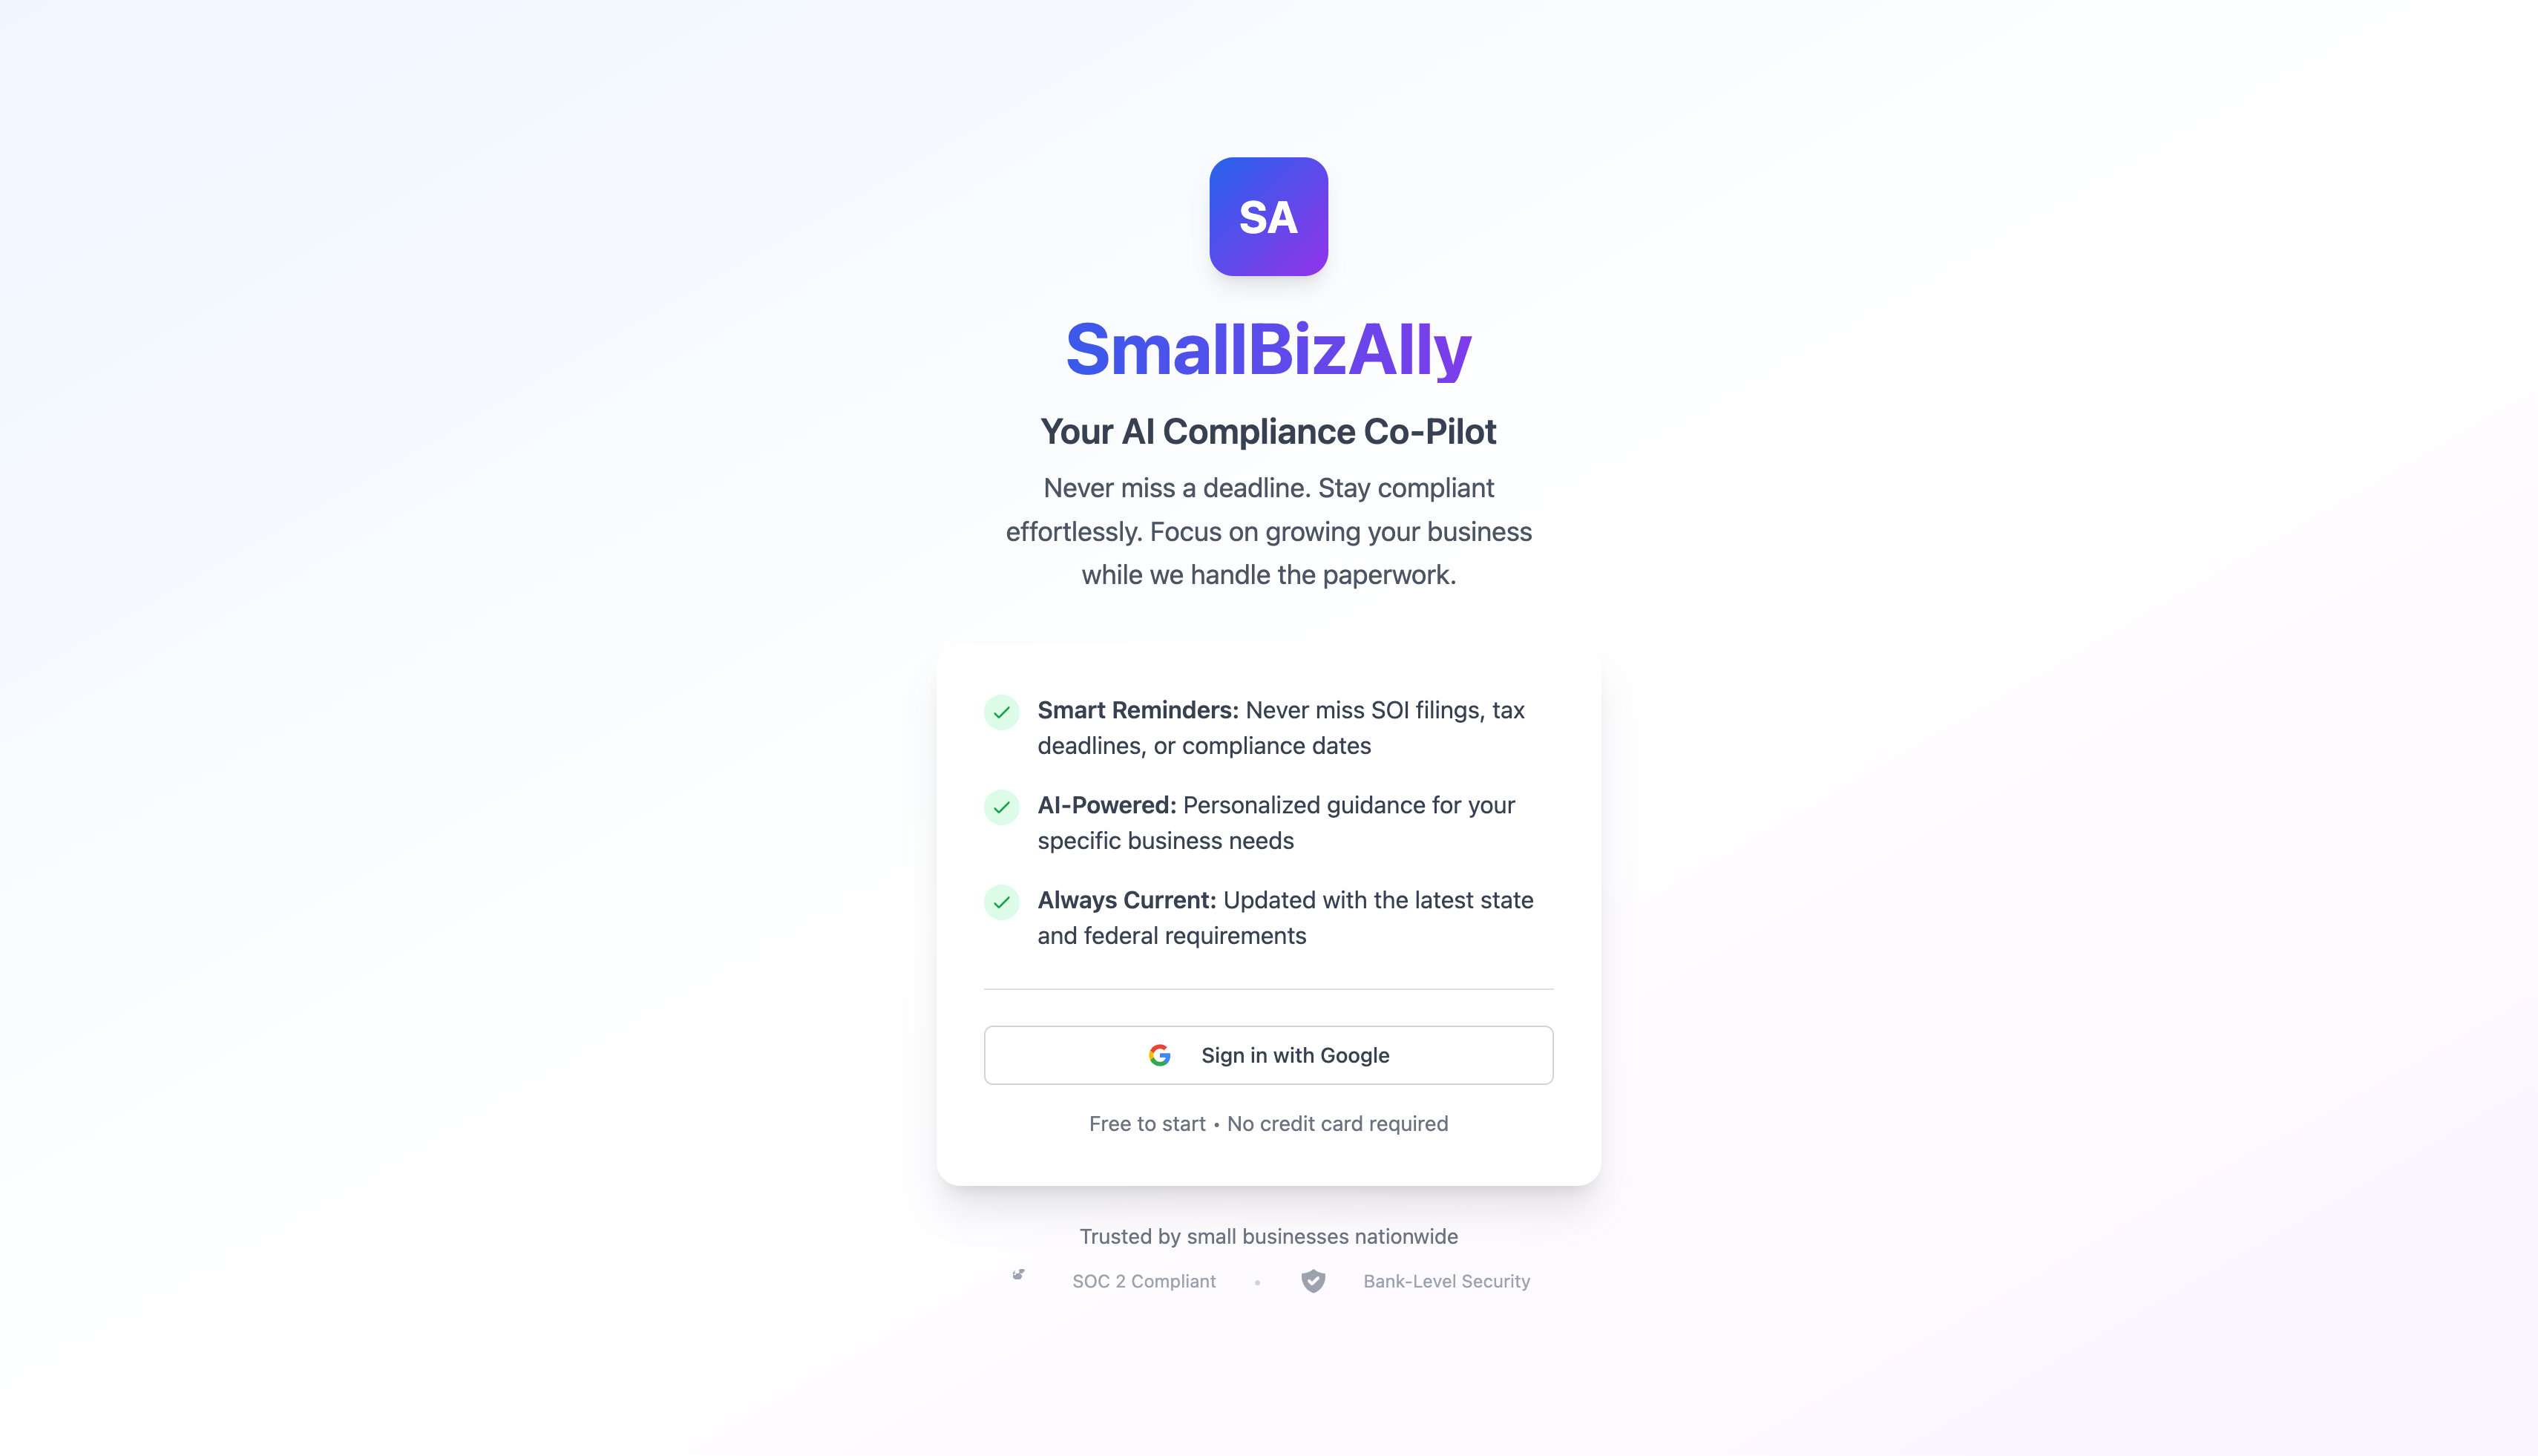 SA
SmallBizAlly
Your AI Compliance Co-Pilot
Never miss a deadline. Stay compliant
effortlessly. Focus on growing your business
while we handle the paperwork.
Smart Reminders: Never miss SOI filings, tax
deadlines, or compliance dates
AI-Powered: Personalized guidance for your
specific business needs
Always Current: Updated with the latest state
and federal requirements
Sign in with Google
Free to start • No credit card required
Trusted by small businesses nationwide
SOC 2 Compliant • Bank-Level Security